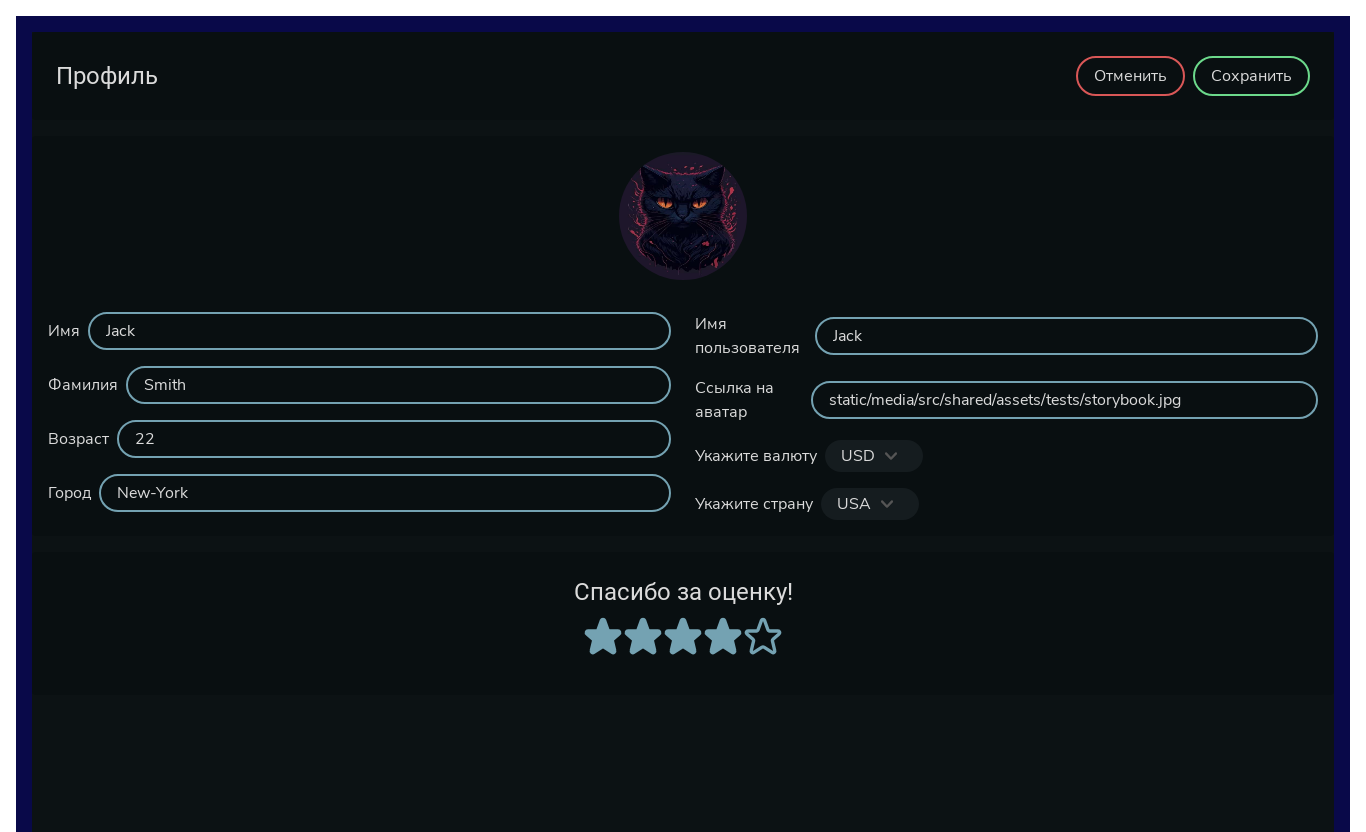 Профиль
Отменить
Сохранить
Имя
Jack
Фамилия
Smith
Возраст
22
Город
New-York
Имя
пользователя
Jack
Ссылка на
аватар
static/media/src/shared/assets/tests/storybook.jpg
Укажите валюту
USD
Укажите страну
USA
Спасибо за оценку!